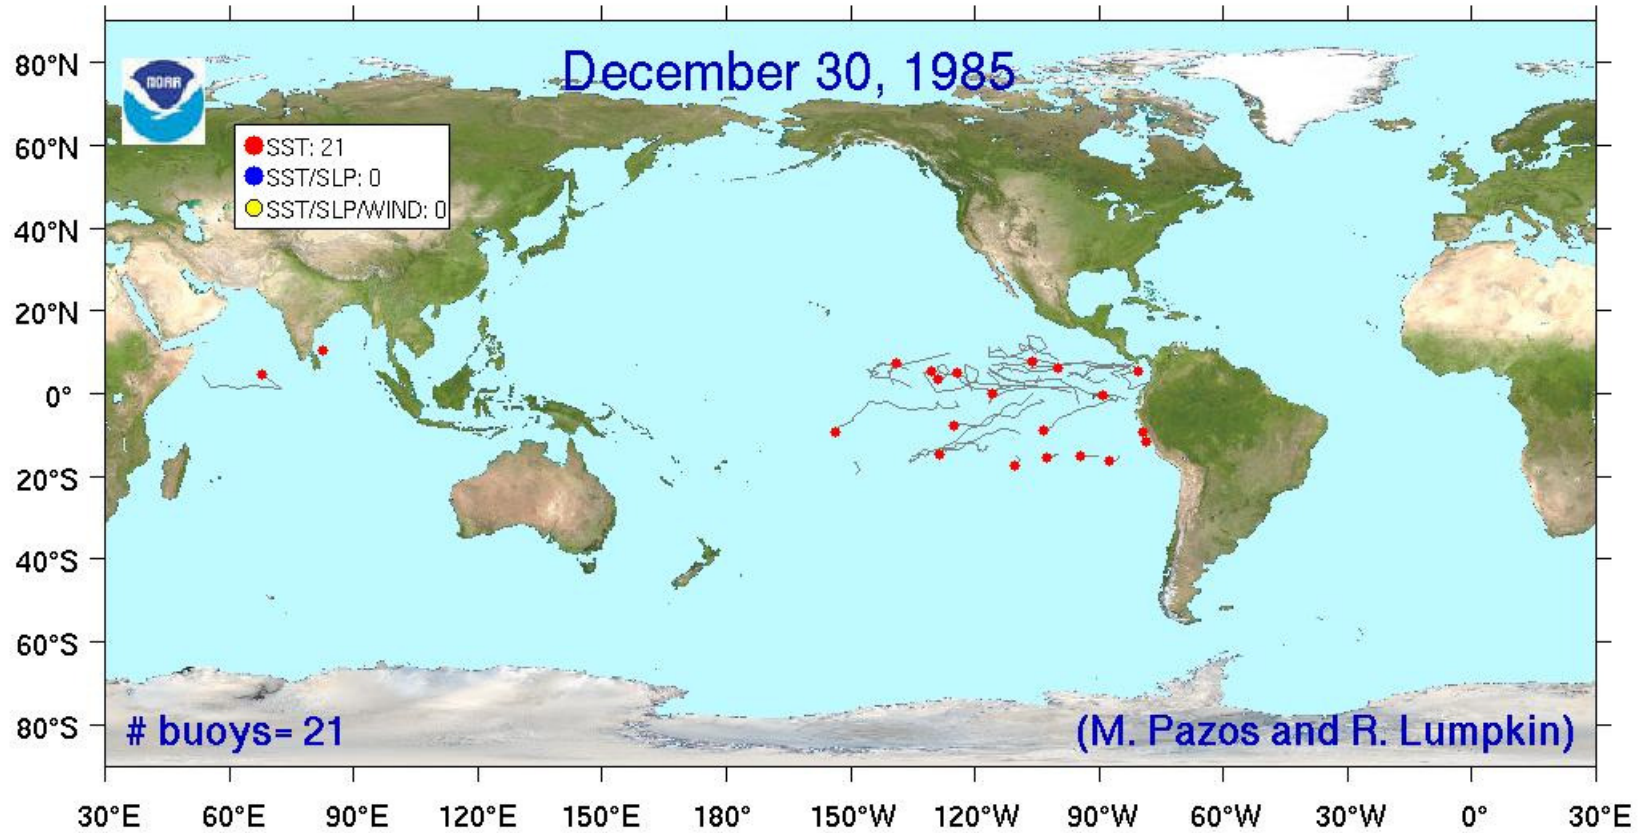 December 30, 1985
NOAA
SST: 21
SST/SLP: 0
SST/SLP/WIND: 0
80°N
60°N
40°N
20°N
0°
20°S
40°S
60°S
80°S
# buoys= 21
(M. Pazos and R. Lumpkin)
30°E 60°E 90°E 120°E 150°E 180° 150°W 120°W 90°W 60°W 30°W 0° 30°E